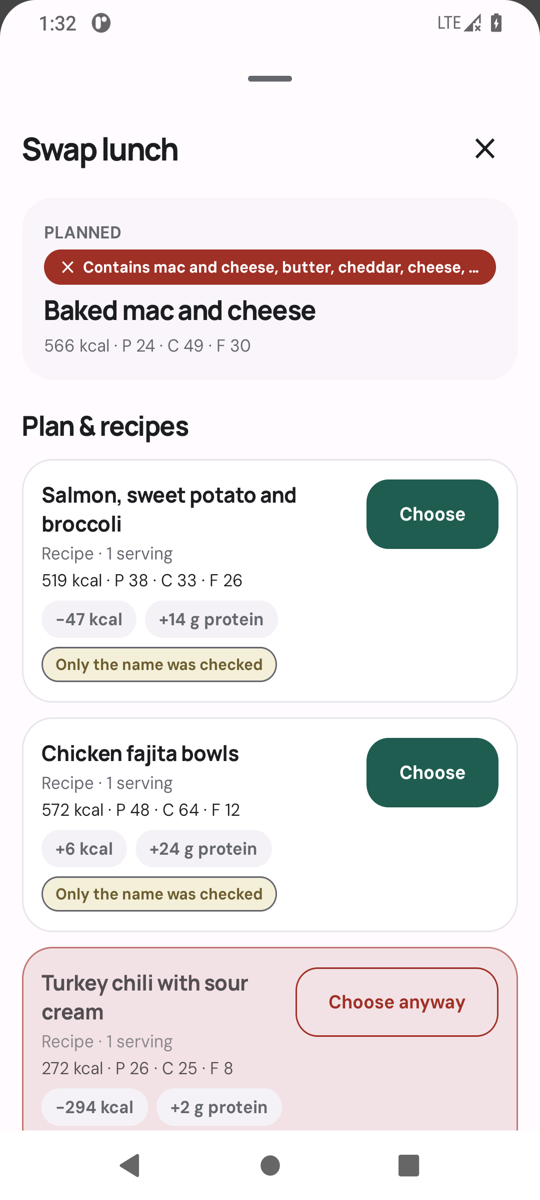 1:32
LTE
Swap lunch
PLANNED
Contains mac and cheese, butter, cheddar, cheese, ...
Baked mac and cheese
566 kcal · P 24 · C 49 · F 30
Plan & recipes
Salmon, sweet potato and
broccoli
Choose
Recipe · 1 serving
519 kcal · P 38 · C 33 · F 26
−47 kcal
+14 g protein
Only the name was checked
Chicken fajita bowls
Choose
Recipe · 1 serving
572 kcal · P 48 · C 64 · F 12
+6 kcal
+24 g protein
Only the name was checked
Turkey chili with sour
cream
Choose anyway
Recipe · 1 serving
272 kcal · P 26 · C 25 · F 8
−294 kcal
+2 g protein